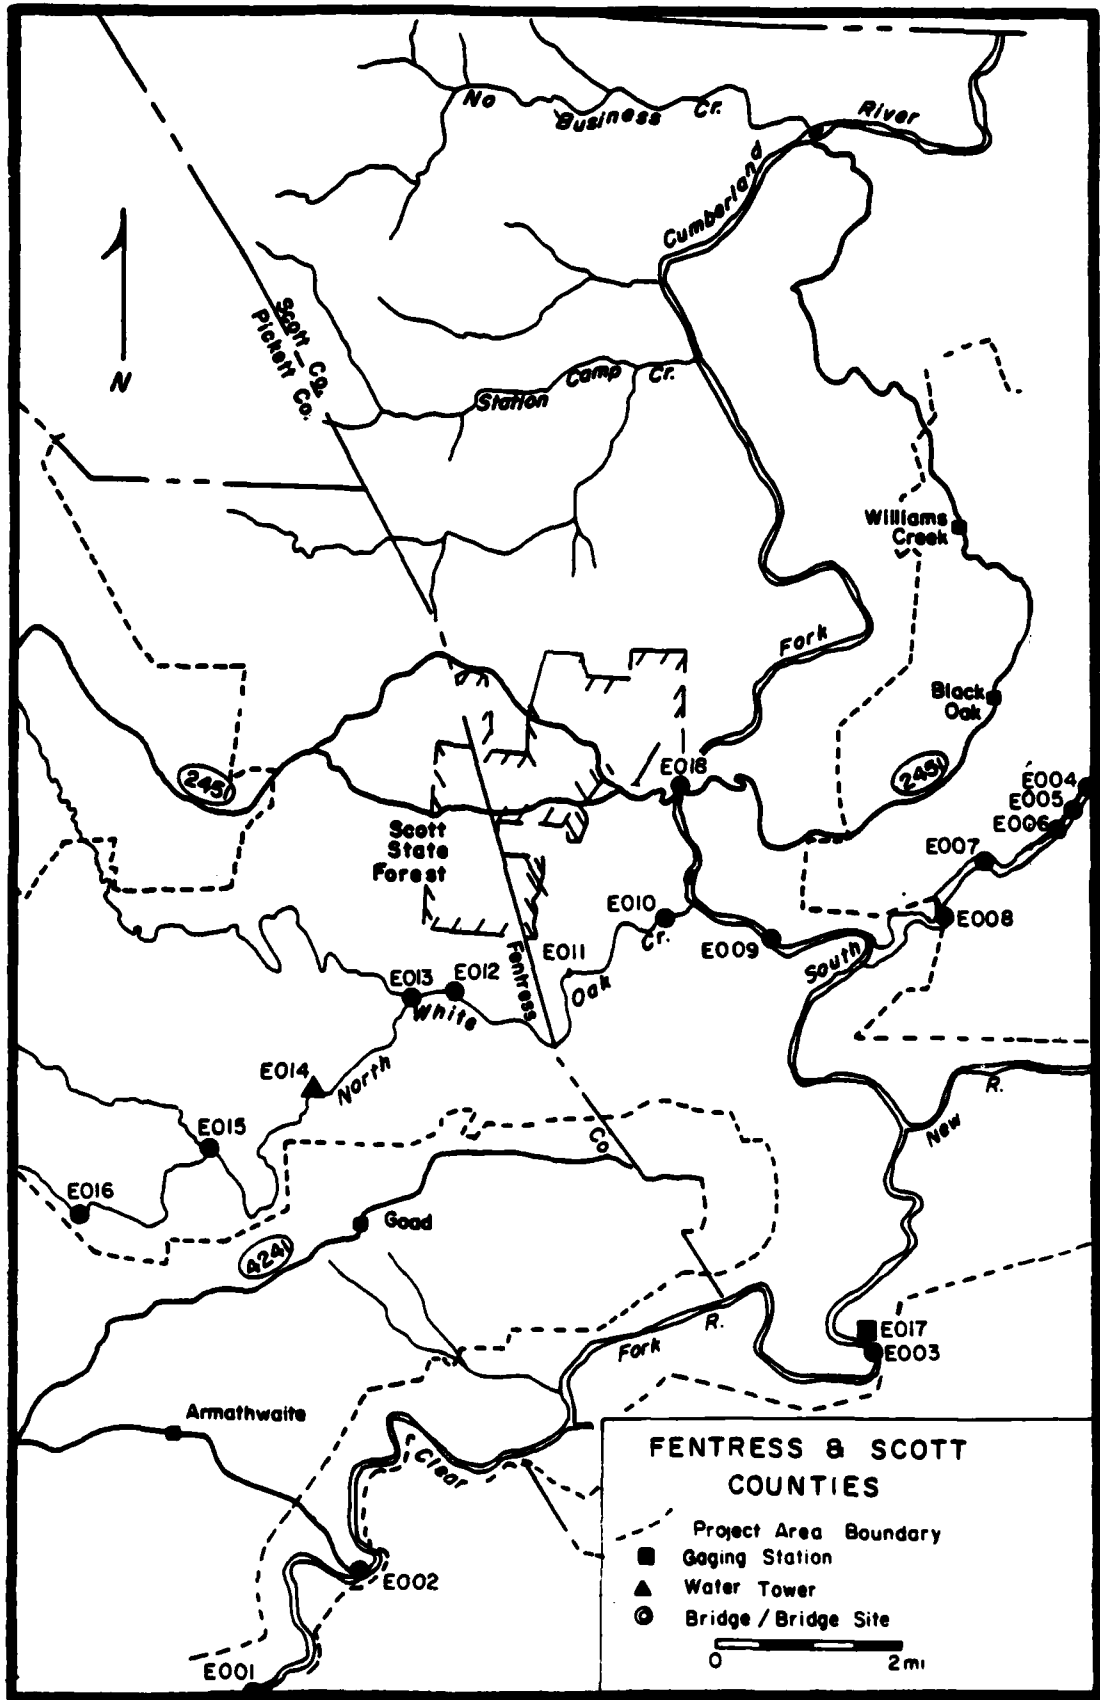 No
Business
Cr.
River
Cumberland
Scott Co.
Pickett Co.
N
Camp
Cr.
Station
Williams
Creek
Fork
Black
Oak
E018
2451
2451
E004
E005
E006
Scott
State
Forest
E007
E010
Cr.
E008
E009
South
E011
Oak
Fentress
E013
E012
White
E014
North
R.
New
E015
Co
E016
Goad
4241
R.
Fork
E017
E003
Armathwaite
Clear
E002
E001
FENTRESS & SCOTT
COUNTIES
Project Area Boundary
Gaging Station
Water Tower
Bridge / Bridge Site
0 2mi